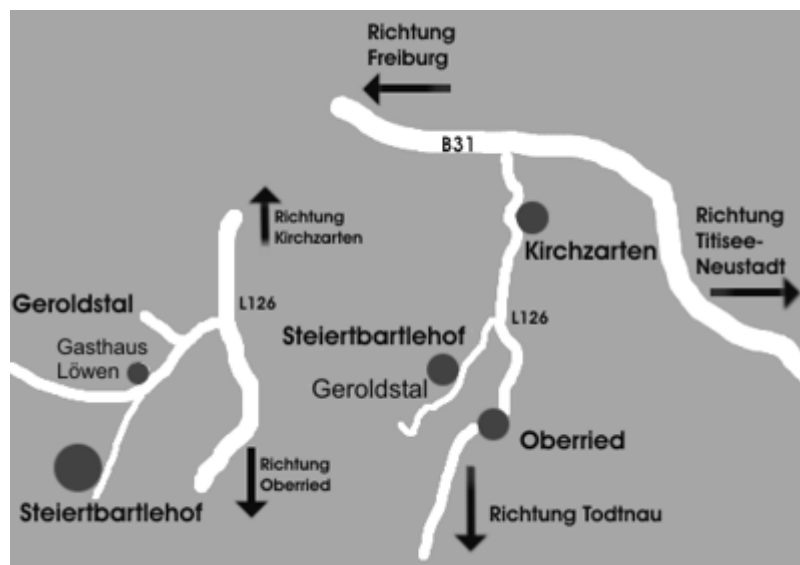 Richtung
Freiburg
B31
Richtung
Kirchzarten
Richtung
Titisee-
Neustadt
Kirchzarten
Geroldstal
L126
L126
Steiertbartlehof
Gasthaus
Löwen
Geroldstal
Oberried
Richtung
Oberried
Steiertbartlehof
Richtung Todtnau